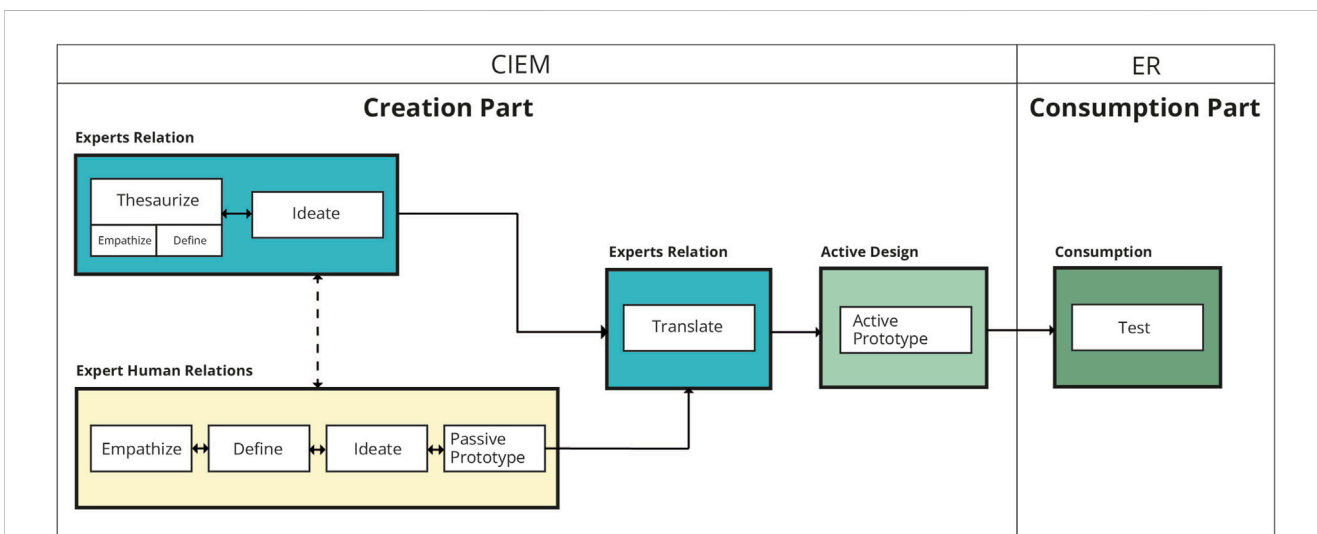 CIEM
ER
Creation Part
Consumption Part
Experts Relation
Thesaurize
Empathize
Define
Ideate
Experts Relation
Translate
Active Design
Active
Prototype
Consumption
Test
Expert Human Relations
Empathize
Define
Ideate
Passive
Prototype